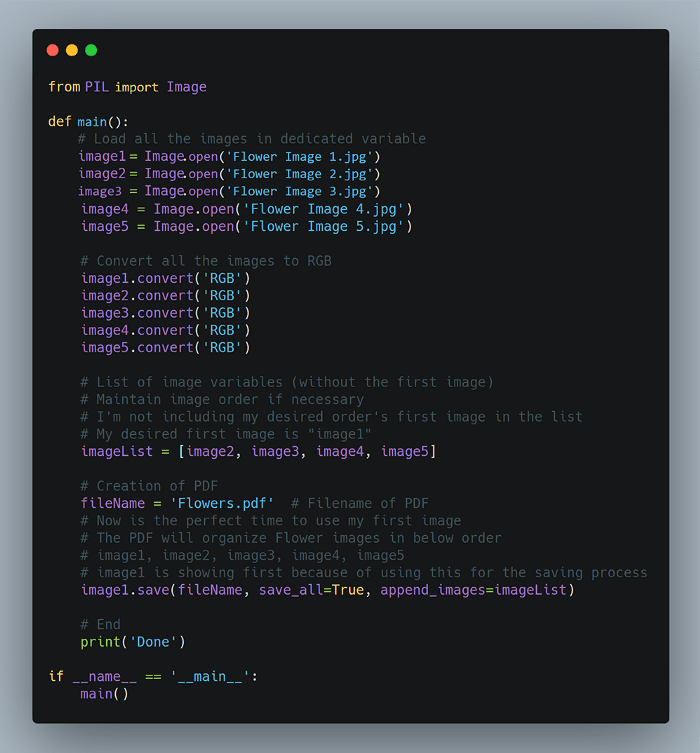 from PIL import Image
def main():
# Load all the images in dedicated variable
image1= Image.open('Flower Image 1.jpg')
image2= Image.open('Flower Image 2.jpg')
image3 = Image.open('Flower Image 3.jpg')
image4 = Image.open('Flower Image 4.jpg')
image5 = Image.open('Flower Image 5.jpg')
# Convert all the images to RGB
image1.convert('RGB')
image2.convert('RGB')
image3.convert('RGB')
image4.convert('RGB')
image5.convert('RGB')
# List of image variables (without the first image)
# Maintain image order if necessary
# I'm not including my desired order's first image in the list
# My desired first image is "image1"
imageList = [image2, image3, image4, image5]
# Creation of PDF
fileName = 'Flowers.pdf'  # Filename of PDF
# Now is the perfect time to use my first image
# The PDF will organize Flower images in below order
# image1, image2, image3, image4, image5
# image1 is showing first because of using this for the saving process
image1.save(fileName, save_all=True, append_images=imageList)
# End
print('Done')
if __name__ == '__main__':
main()